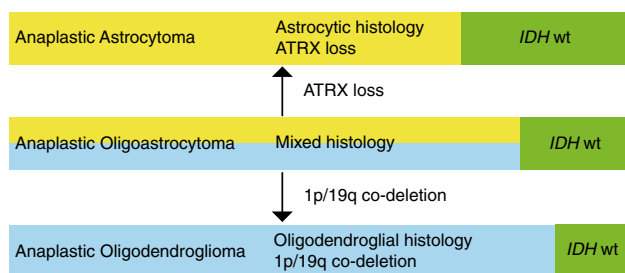 Anaplastic Astrocytoma Astrocytic histology IDH wt
ATRX loss
ATRX loss
Anaplastic Oligoastrocytoma Mixed histology IDH wt
1p/19q co-deletion
Anaplastic Oligodendroglioma Oligodendroglial histology IDH wt
1p/19q co-deletion